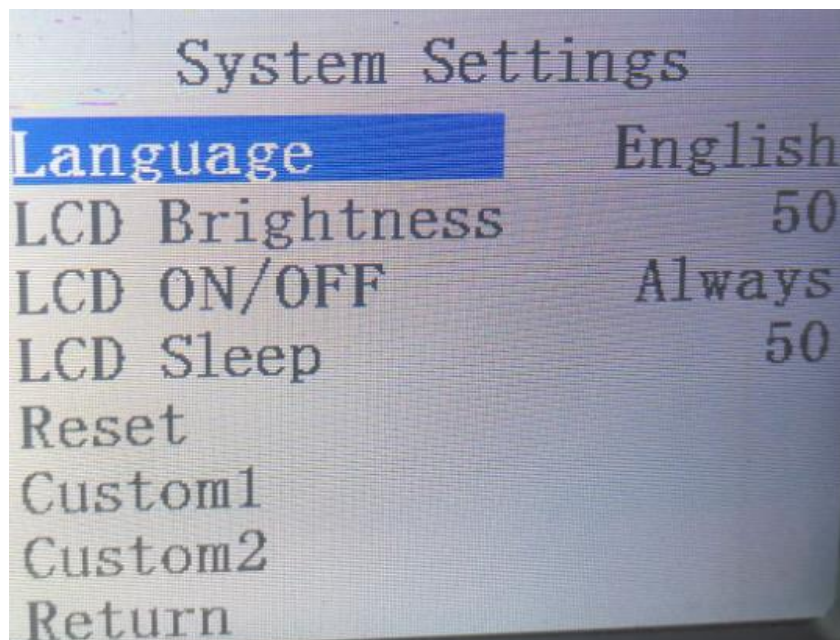 System Settings
Language English
LCD Brightness 50
LCD ON/OFF Always
LCD Sleep 50
Reset
Custom1
Custom2
Return